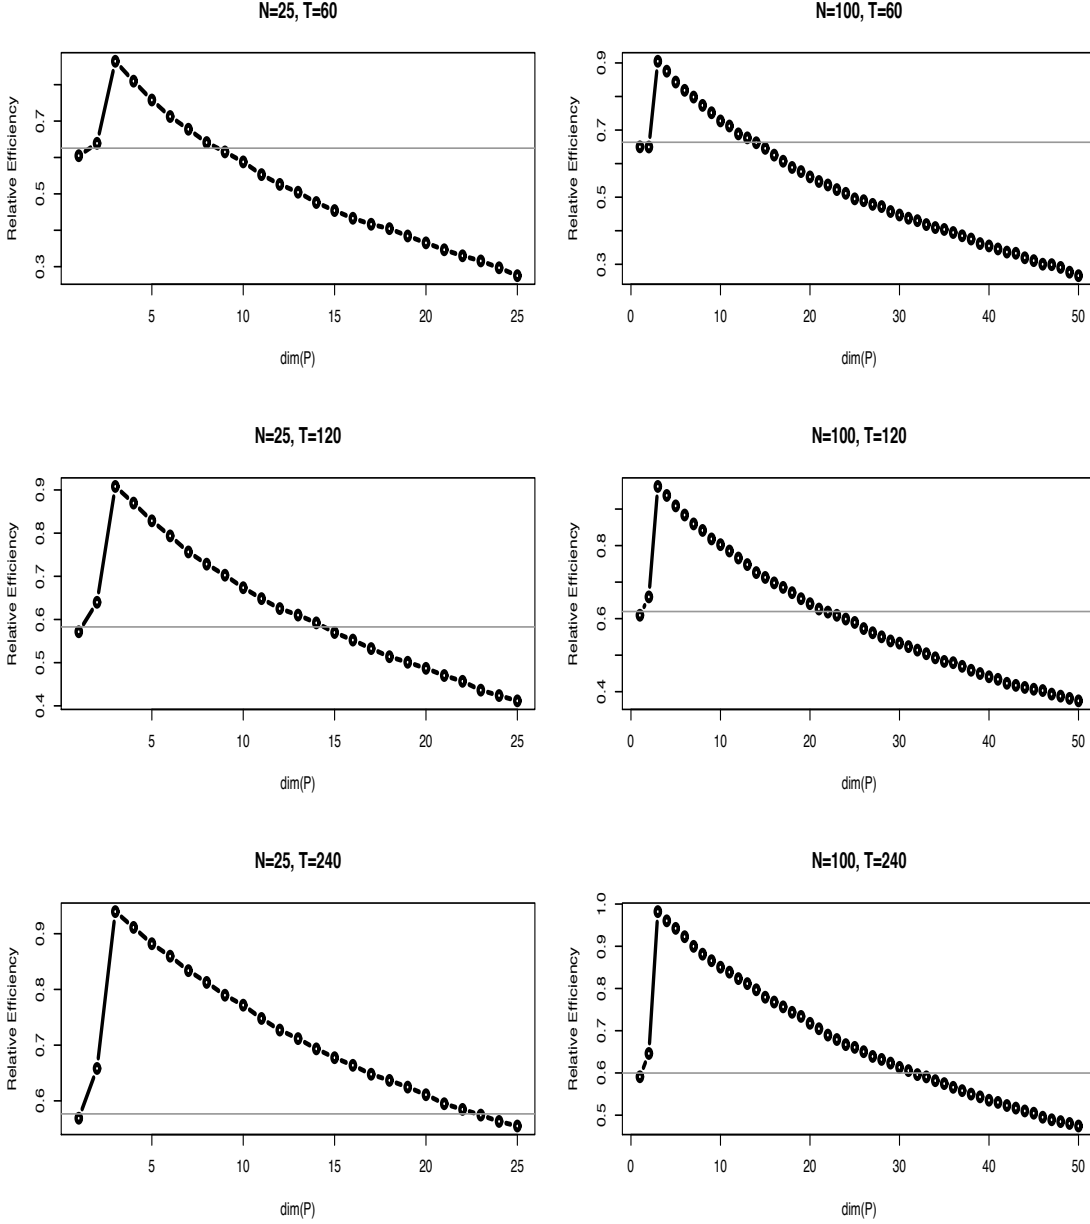 N=25, T=60
Relative Efficiency
0.3 0.5 0.7
5 10 15 20 25
dim(P)
N=100, T=60
Relative Efficiency
0.3 0.5 0.7 0.9
0 10 20 30 40 50
dim(P)
N=25, T=120
Relative Efficiency
0.4 0.5 0.6 0.7 0.8 0.9
5 10 15 20 25
dim(P)
N=100, T=120
Relative Efficiency
0.4 0.6 0.8
0 10 20 30 40 50
dim(P)
N=25, T=240
Relative Efficiency
0.6 0.7 0.8 0.9
5 10 15 20 25
dim(P)
N=100, T=240
Relative Efficiency
0.5 0.6 0.7 0.8 0.9 1.0
0 10 20 30 40 50
dim(P)